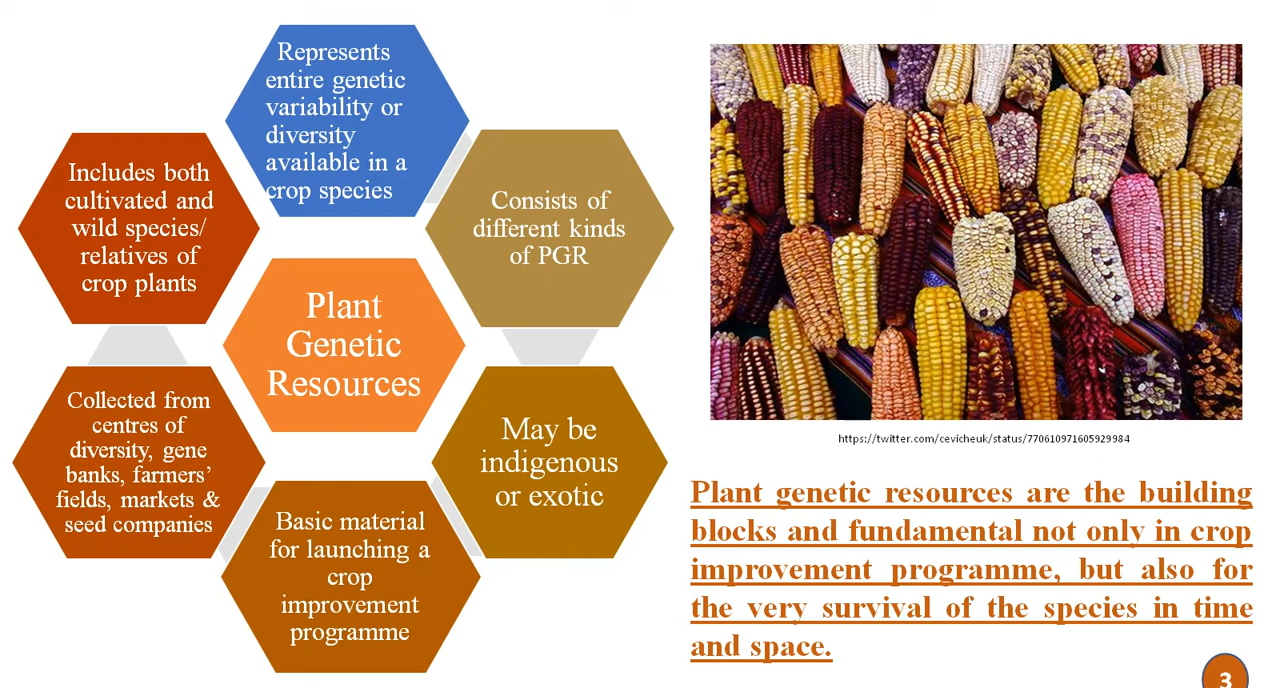 Represents
entire genetic
variability or
diversity
available in a
crop species
Consists of
different kinds
of PGR
May be
indigenous
or exotic
Basic material
for launching a
crop
improvement
programme
Collected from
centres of
diversity, gene
banks, farmers’
fields, markets &
seed companies
Includes both
cultivated and
wild species/
relatives of
crop plants
Plant
Genetic
Resources
https://twitter.com/cevicheuk/status/770610971605929984
Plant genetic resources are the building
blocks and fundamental not only in crop
improvement programme, but also for
the very survival of the species in time
and space.
3